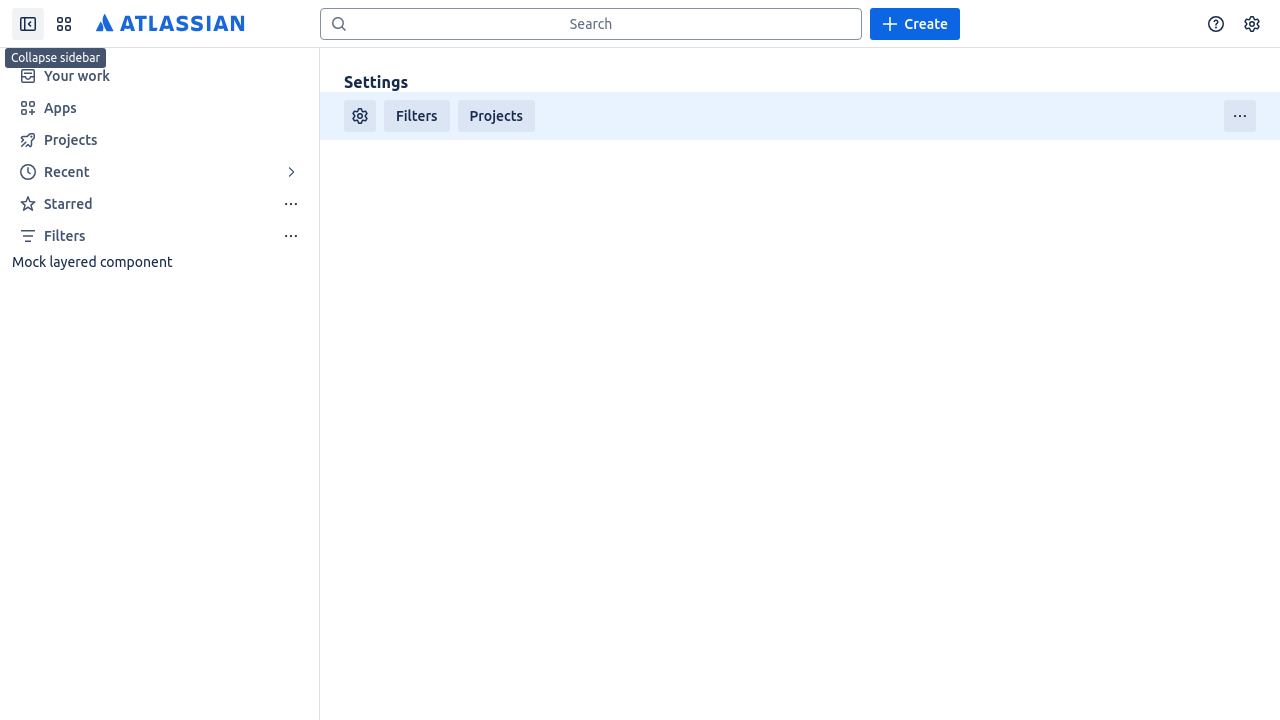 ATLASSIAN
Search
Create
Collapse sidebar
Your work
Apps
Projects
Recent
Starred
Filters
Mock layered component
Settings
Filters
Projects